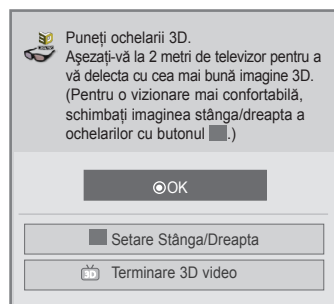 Puneți ochelarii 3D.
Așezați-vă la 2 metri de televizor pentru a
vă delecta cu cea mai bună imagine 3D.
(Pentru o vizionare mai confortabilă,
schimbați imaginea stânga/dreapta a
ochelarilor cu butonul .)
OK
Setare Stânga/Dreapta
3D Terminare 3D video